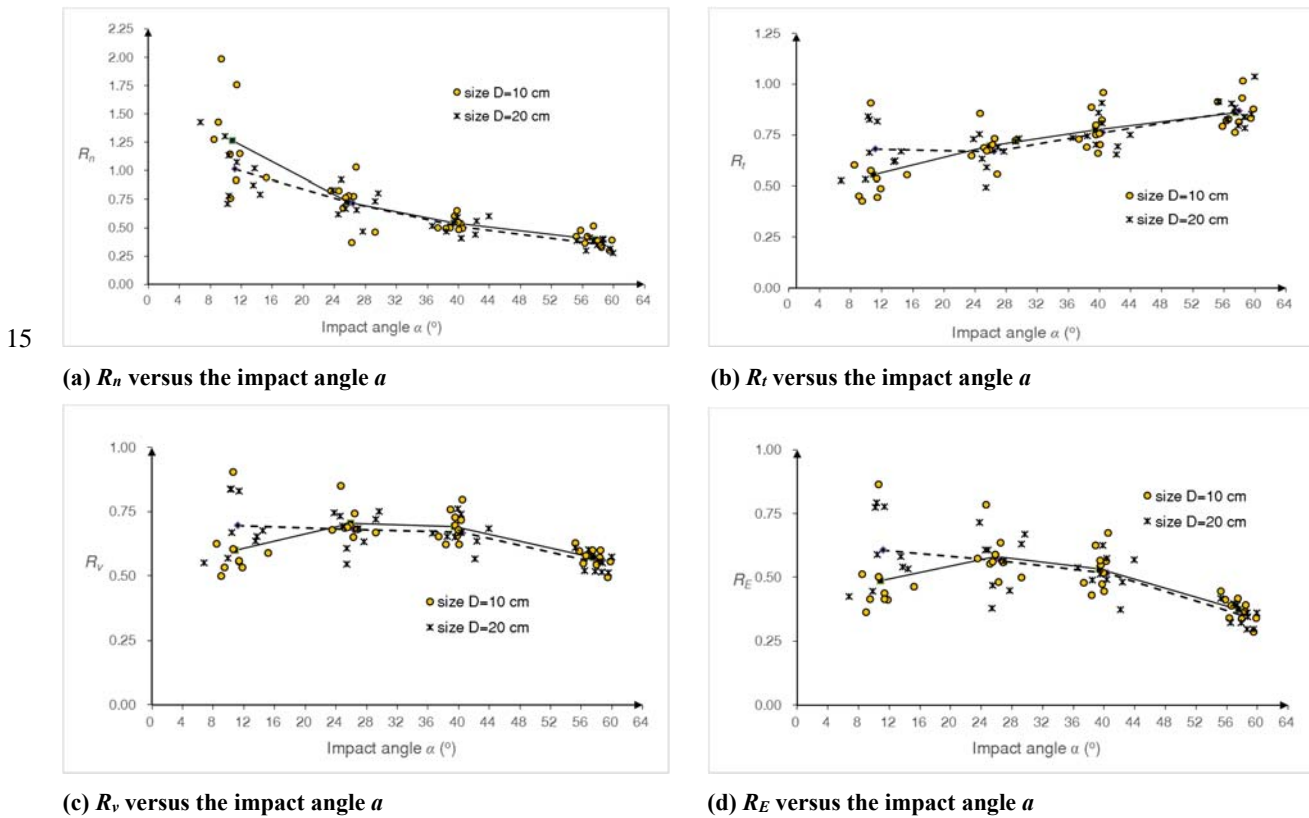 2.25
2.00
1.75
1.50
1.25
1.00
0.75
0.50
0.25
0.00
Rn
size D=10 cm
size D=20 cm
0 4 8 12 16 20 24 28 32 36 40 44 48 52 56 60 64
Impact angle α (°)
1.25
1.00
0.75
0.50
0.25
0.00
Rt
size D=10 cm
size D=20 cm
0 4 8 12 16 20 24 28 32 36 40 44 48 52 56 60 64
Impact angle α (°)
15
(a) Rn versus the impact angle a
(b) Rt versus the impact angle a
1.00
0.75
0.50
0.25
0.00
Rv
size D=10 cm
size D=20 cm
0 4 8 12 16 20 24 28 32 36 40 44 48 52 56 60 64
Impact angle α (°)
1.00
0.75
0.50
0.25
0.00
RE
size D=10 cm
size D=20 cm
0 4 8 12 16 20 24 28 32 36 40 44 48 52 56 60 64
Impact angle α (°)
(c) Rv versus the impact angle a
(d) RE versus the impact angle a